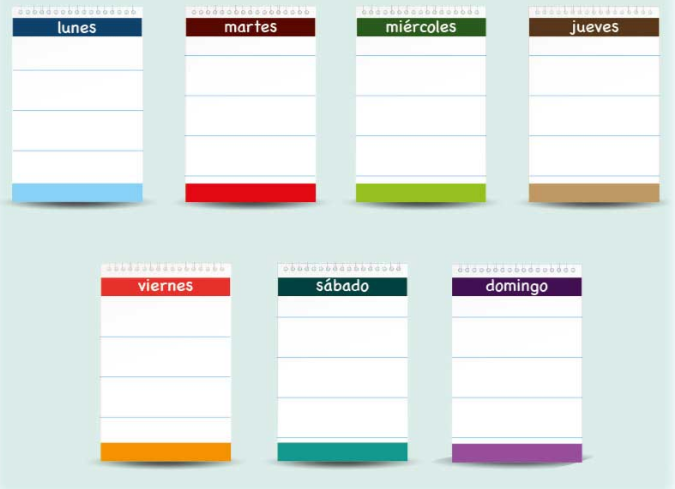 lunes
martes
miércoles
jueves
viernes
sábado
domingo